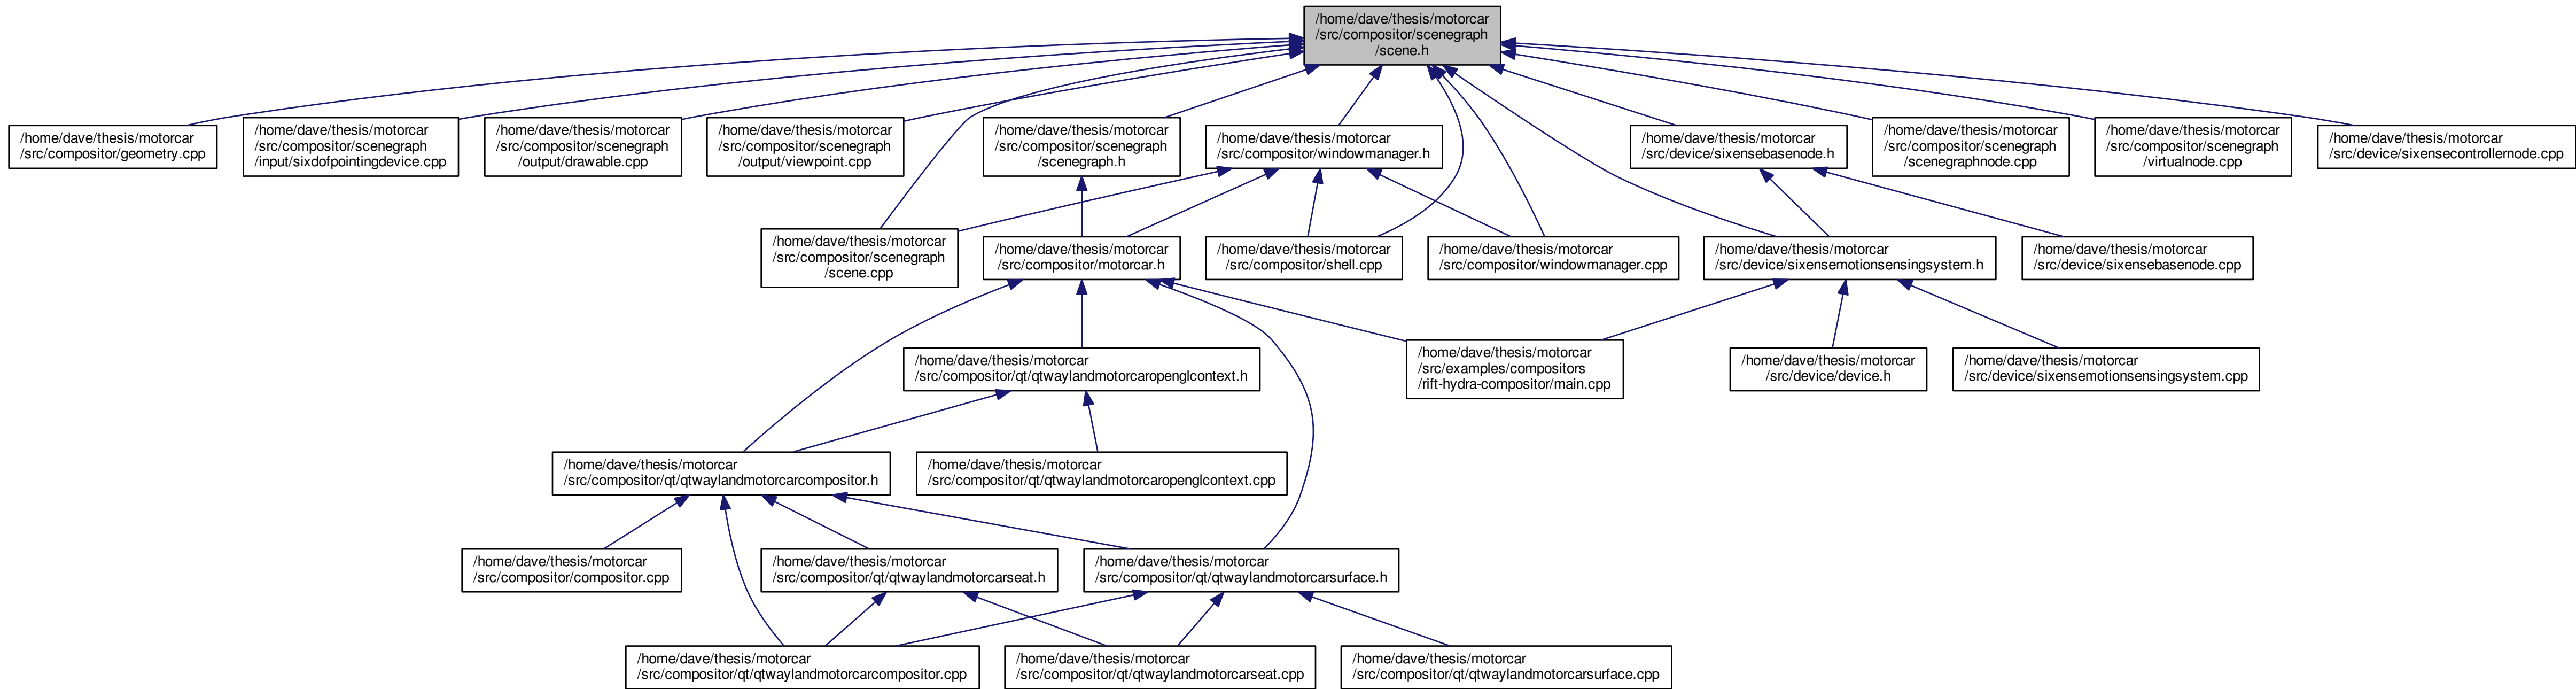 /home/dave/thesis/motorcar
/src/compositor/scenegraph
/scene.h
/home/dave/thesis/motorcar
/src/compositor/geometry.cpp
/home/dave/thesis/motorcar
/src/compositor/scenegraph
/input/sixdofpointingdevice.cpp
/home/dave/thesis/motorcar
/src/compositor/scenegraph
/output/drawable.cpp
/home/dave/thesis/motorcar
/src/compositor/scenegraph
/output/viewpoint.cpp
/home/dave/thesis/motorcar
/src/compositor/scenegraph
/scenegraph.h
/home/dave/thesis/motorcar
/src/compositor/windowmanager.h
/home/dave/thesis/motorcar
/src/device/sixensebasenode.h
/home/dave/thesis/motorcar
/src/compositor/scenegraph
/scenegraphnode.cpp
/home/dave/thesis/motorcar
/src/compositor/scenegraph
/virtualnode.cpp
/home/dave/thesis/motorcar
/src/device/sixensecontrollernode.cpp
/home/dave/thesis/motorcar
/src/compositor/scenegraph
/scene.cpp
/home/dave/thesis/motorcar
/src/compositor/motorcar.h
/home/dave/thesis/motorcar
/src/compositor/shell.cpp
/home/dave/thesis/motorcar
/src/compositor/windowmanager.cpp
/home/dave/thesis/motorcar
/src/device/sixensemotionsensingsystem.h
/home/dave/thesis/motorcar
/src/device/sixensebasenode.cpp
/home/dave/thesis/motorcar
/src/compositor/qt/qtwaylandmotorcaropenglcontext.h
/home/dave/thesis/motorcar
/src/examples/compositors
/rift-hydra-compositor/main.cpp
/home/dave/thesis/motorcar
/src/device/device.h
/home/dave/thesis/motorcar
/src/device/sixensemotionsensingsystem.cpp
/home/dave/thesis/motorcar
/src/compositor/qt/qtwaylandmotorcarcompositor.h
/home/dave/thesis/motorcar
/src/compositor/qt/qtwaylandmotorcaropenglcontext.cpp
/home/dave/thesis/motorcar
/src/compositor/compositor.cpp
/home/dave/thesis/motorcar
/src/compositor/qt/qtwaylandmotorcarseat.h
/home/dave/thesis/motorcar
/src/compositor/qt/qtwaylandmotorcarsurface.h
/home/dave/thesis/motorcar
/src/compositor/qt/qtwaylandmotorcarcompositor.cpp
/home/dave/thesis/motorcar
/src/compositor/qt/qtwaylandmotorcarseat.cpp
/home/dave/thesis/motorcar
/src/compositor/qt/qtwaylandmotorcarsurface.cpp